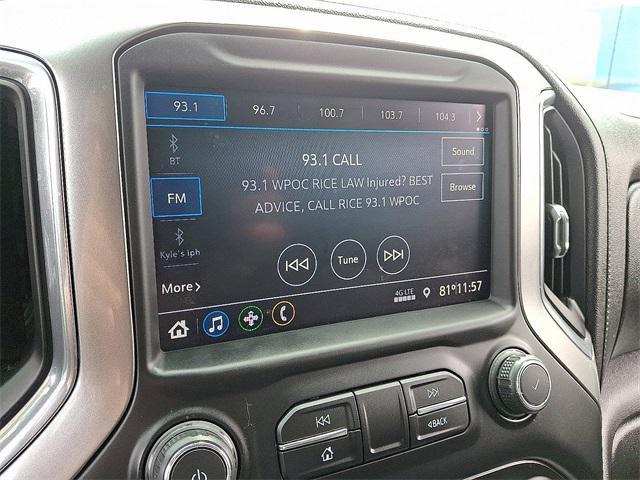 93.1 96.7 100.7 103.7 104.3
BT
93.1 CALL
Sound
93.1 WPOC RICE LAW Injured? BEST
ADVICE, CALL RICE 93.1 WPOC
Browse
FM
Kyle's iph
Tune
More
4G LTE
81° 11:57
BACK